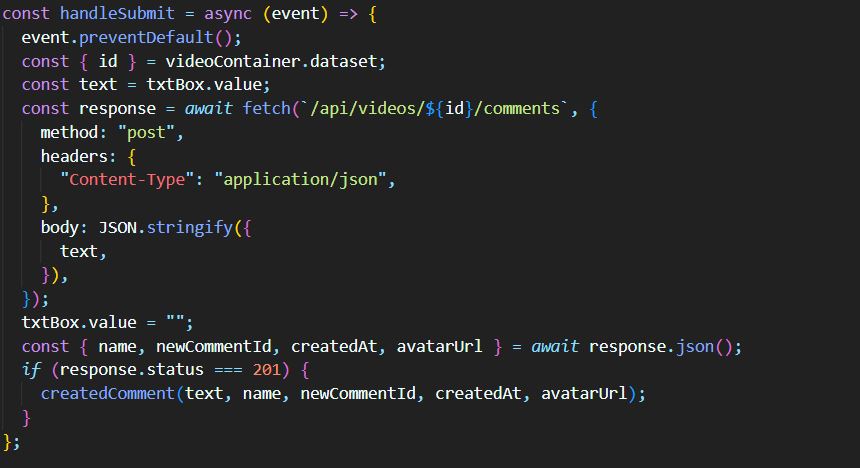 const handleSubmit = async (event) => {
  event.preventDefault();
  const { id } = videoContainer.dataset;
  const text = txtBox.value;
  const response = await fetch(`/api/videos/${id}/comments`, {
    method: "post",
    headers: {
      "Content-Type": "application/json",
    },
    body: JSON.stringify({
      text,
    }),
  });
  txtBox.value = "";
  const { name, newCommentId, createdAt, avatarUrl } = await response.json();
  if (response.status === 201) {
    createdComment(text, name, newCommentId, createdAt, avatarUrl);
  }
};